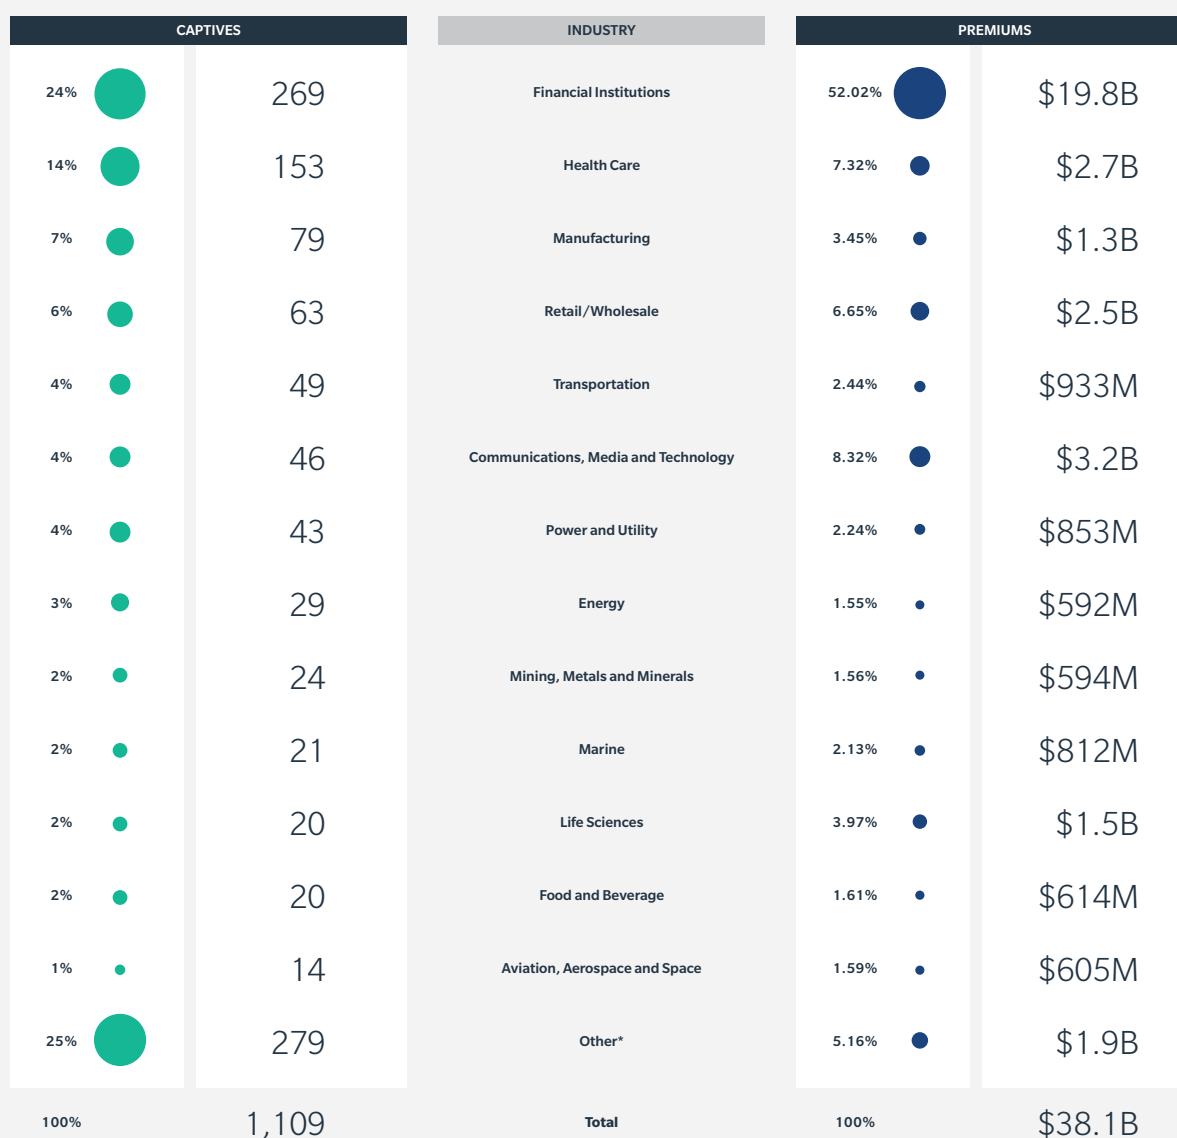 CAPTIVES INDUSTRY PREMIUMS
24% 269 Financial Institutions 52.02% $19.8B
14% 153 Health Care 7.32% $2.7B
7% 79 Manufacturing 3.45% $1.3B
6% 63 Retail/Wholesale 6.65% $2.5B
4% 49 Transportation 2.44% $933M
4% 46 Communications, Media and Technology 8.32% $3.2B
4% 43 Power and Utility 2.24% $853M
3% 29 Energy 1.55% $592M
2% 24 Mining, Metals and Minerals 1.56% $594M
2% 21 Marine 2.13% $812M
2% 20 Life Sciences 3.97% $1.5B
2% 20 Food and Beverage 1.61% $614M
1% 14 Aviation, Aerospace and Space 1.59% $605M
25% 279 Other* 5.16% $1.9B
100% 1,109 Total 100% $38.1B